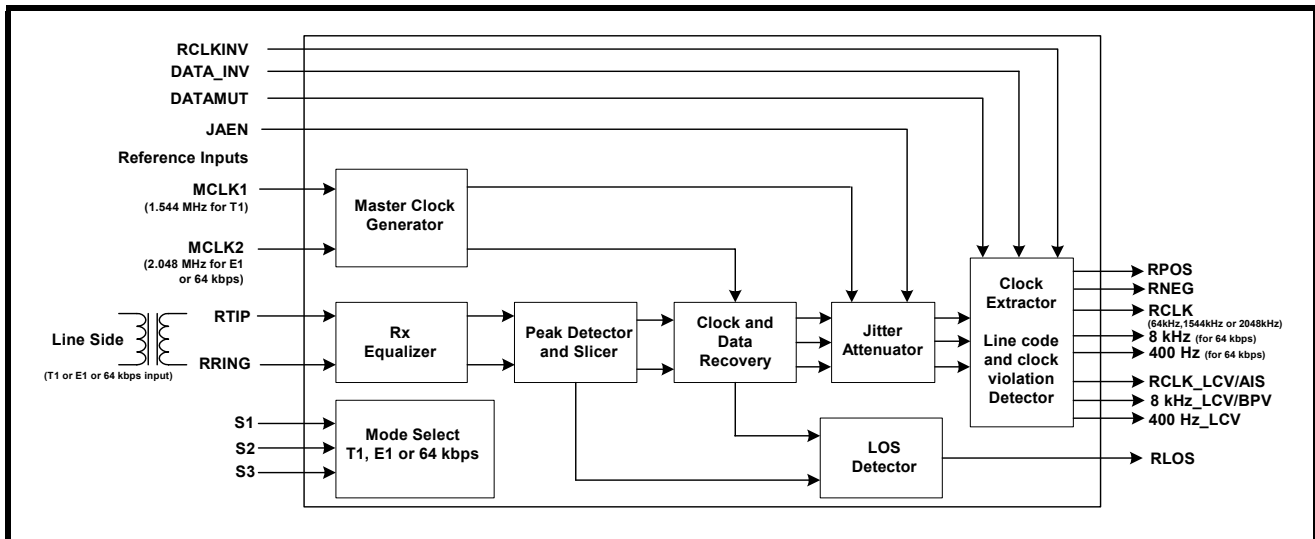 RCLKINV
DATA_INV
DATAMUT
JAEN
Reference Inputs
MCLK1
(1.544 MHz for T1)
MCLK2
(2.048 MHz for E1
or 64 kbps)
Master Clock
Generator
Line Side
(T1 or E1 or 64 kbps input)
RTIP
RRING
Rx
Equalizer
Peak Detector
and Slicer
Clock and
Data
Recovery
Jitter
Attenuator
Clock
Extractor
Line code
and clock
violation
Detector
RPOS
RNEG
RCLK
(64kHz,1544kHz or 2048kHz)
8 kHz (for 64 kbps)
400 Hz (for 64 kbps)
RCLK_LCV/AIS
8 kHz_LCV/BPV
400 Hz_LCV
S1
S2
S3
Mode Select
T1, E1 or 64 kbps
LOS
Detector
RLOS